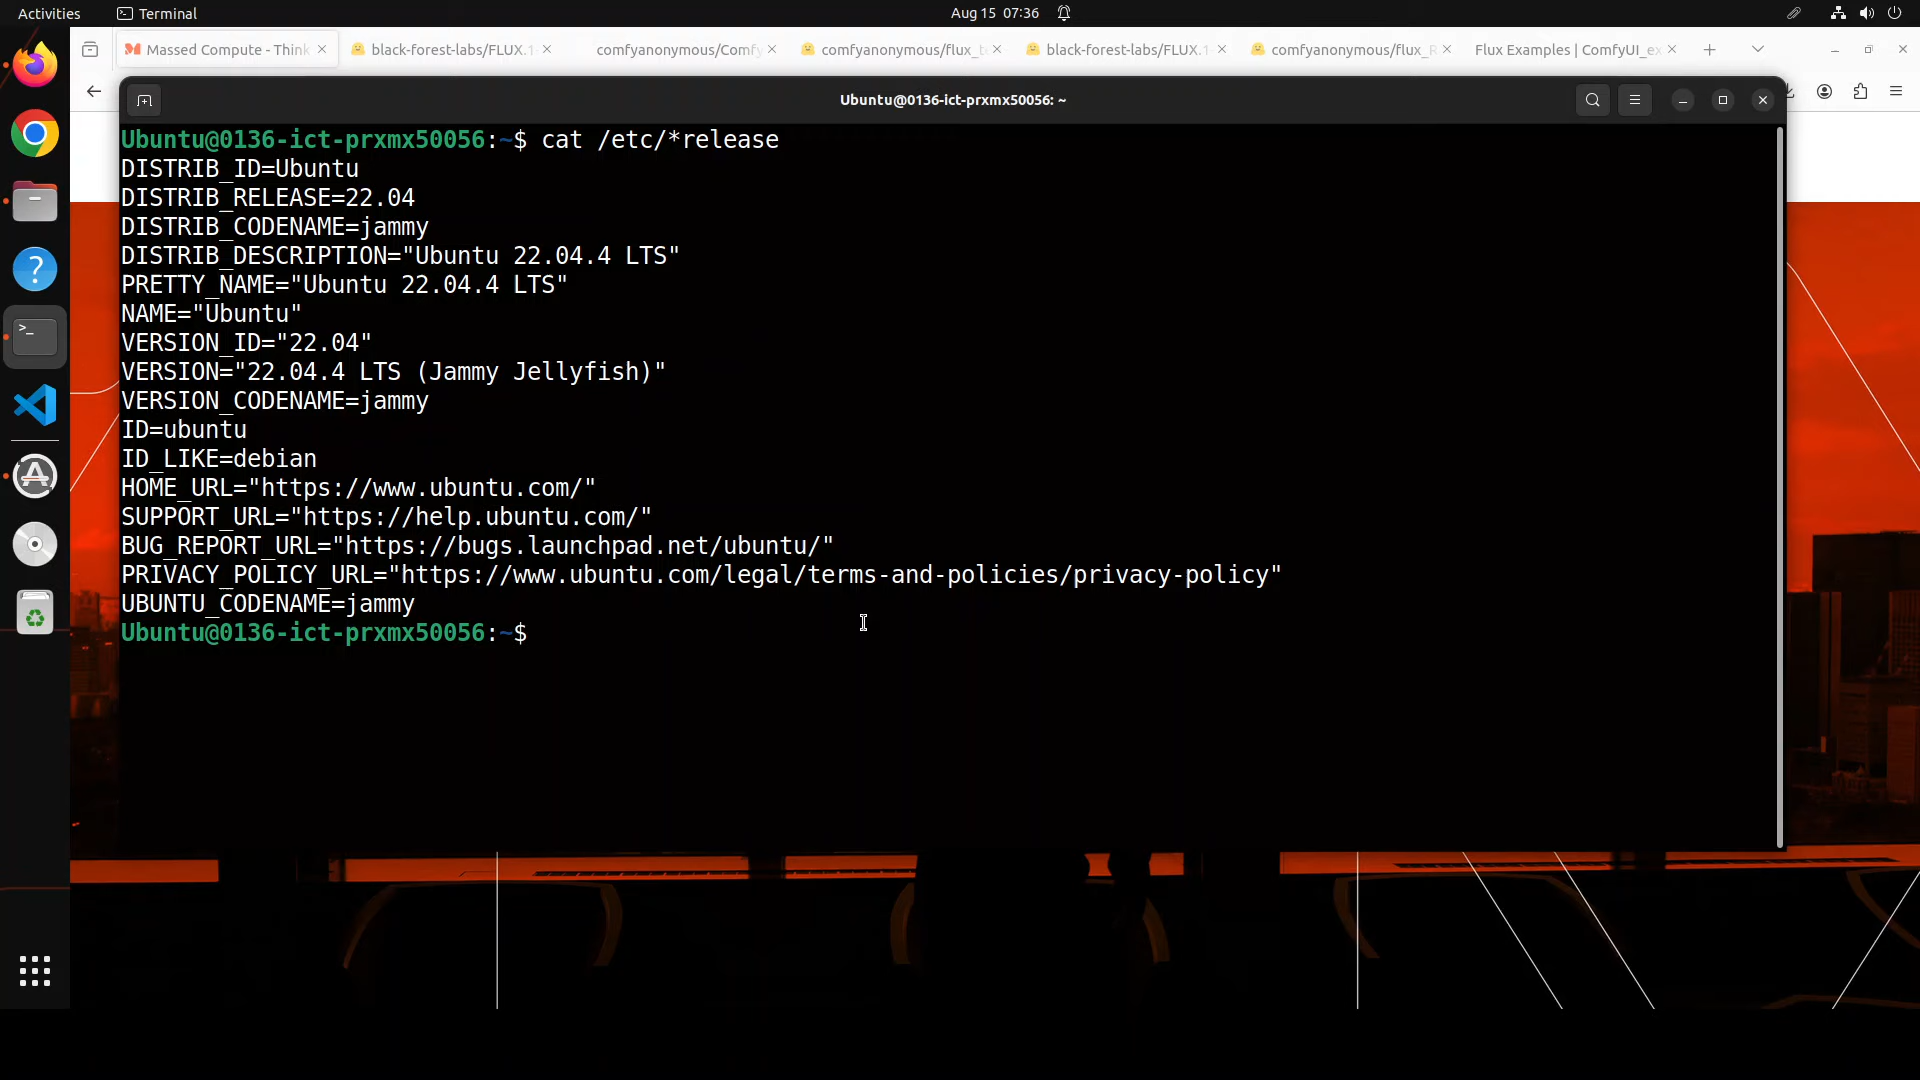 Activities Terminal Aug 15 07:36
Massed Compute - Think black-forest-labs/FLUX.1 comfyanonymous/Comfy comfyanonymous/flux_t black-forest-labs/FLUX.1- comfyanonymous/flux_R Flux Examples | ComfyUI_ex
Ubuntu@0136-ict-prxmx50056: ~
Ubuntu@0136-ict-prxmx50056:~$ cat /etc/*release
DISTRIB_ID=Ubuntu
DISTRIB_RELEASE=22.04
DISTRIB_CODENAME=jammy
DISTRIB_DESCRIPTION="Ubuntu 22.04.4 LTS"
PRETTY_NAME="Ubuntu 22.04.4 LTS"
NAME="Ubuntu"
VERSION_ID="22.04"
VERSION="22.04.4 LTS (Jammy Jellyfish)"
VERSION_CODENAME=jammy
ID=ubuntu
ID_LIKE=debian
HOME_URL="https://www.ubuntu.com/"
SUPPORT_URL="https://help.ubuntu.com/"
BUG_REPORT_URL="https://bugs.launchpad.net/ubuntu/"
PRIVACY_POLICY_URL="https://www.ubuntu.com/legal/terms-and-policies/privacy-policy"
UBUNTU_CODENAME=jammy
Ubuntu@0136-ict-prxmx50056:~$